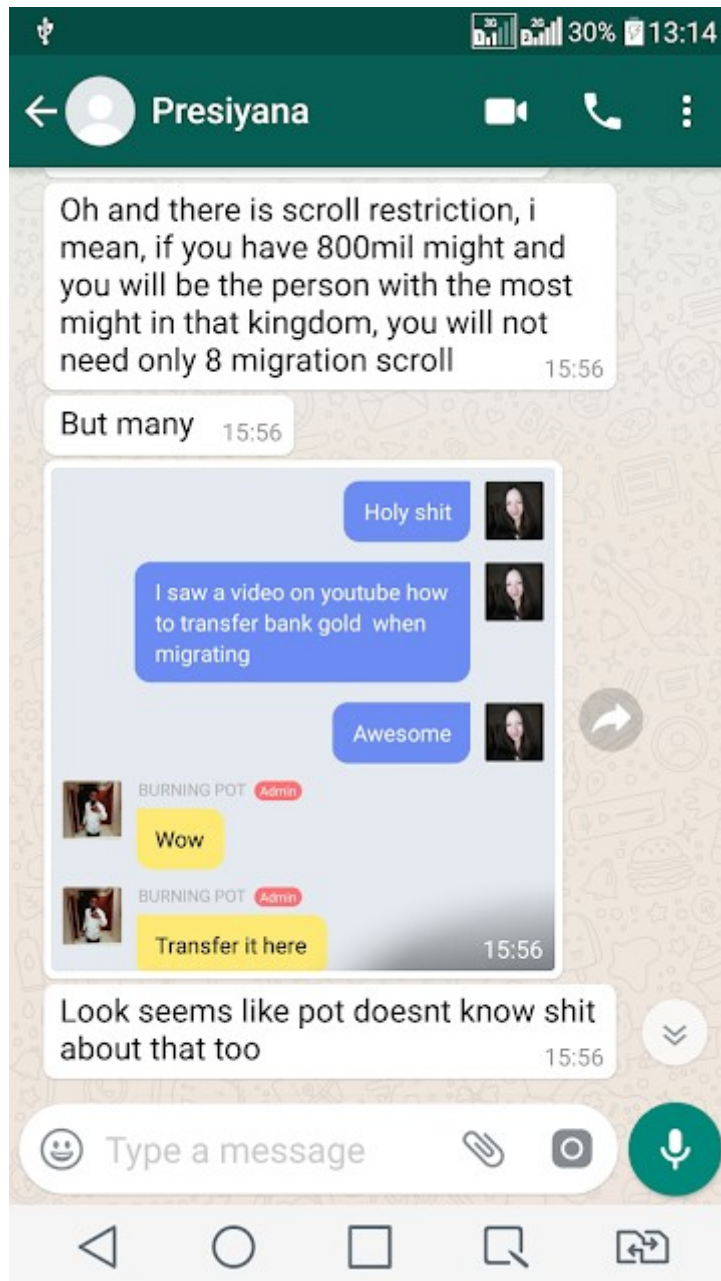 3G 2G 30% 13:14
Presiyana
Oh and there is scroll restriction, i
mean, if you have 800mil might and
you will be the person with the most
might in that kingdom, you will not
need only 8 migration scroll
15:56
But many 15:56
Holy shit
I saw a video on youtube how
to transfer bank gold when
migrating
Awesome
BURNING POT Admin
Wow
BURNING POT Admin
Transfer it here
15:56
Look seems like pot doesnt know shit
about that too
15:56
Type a message